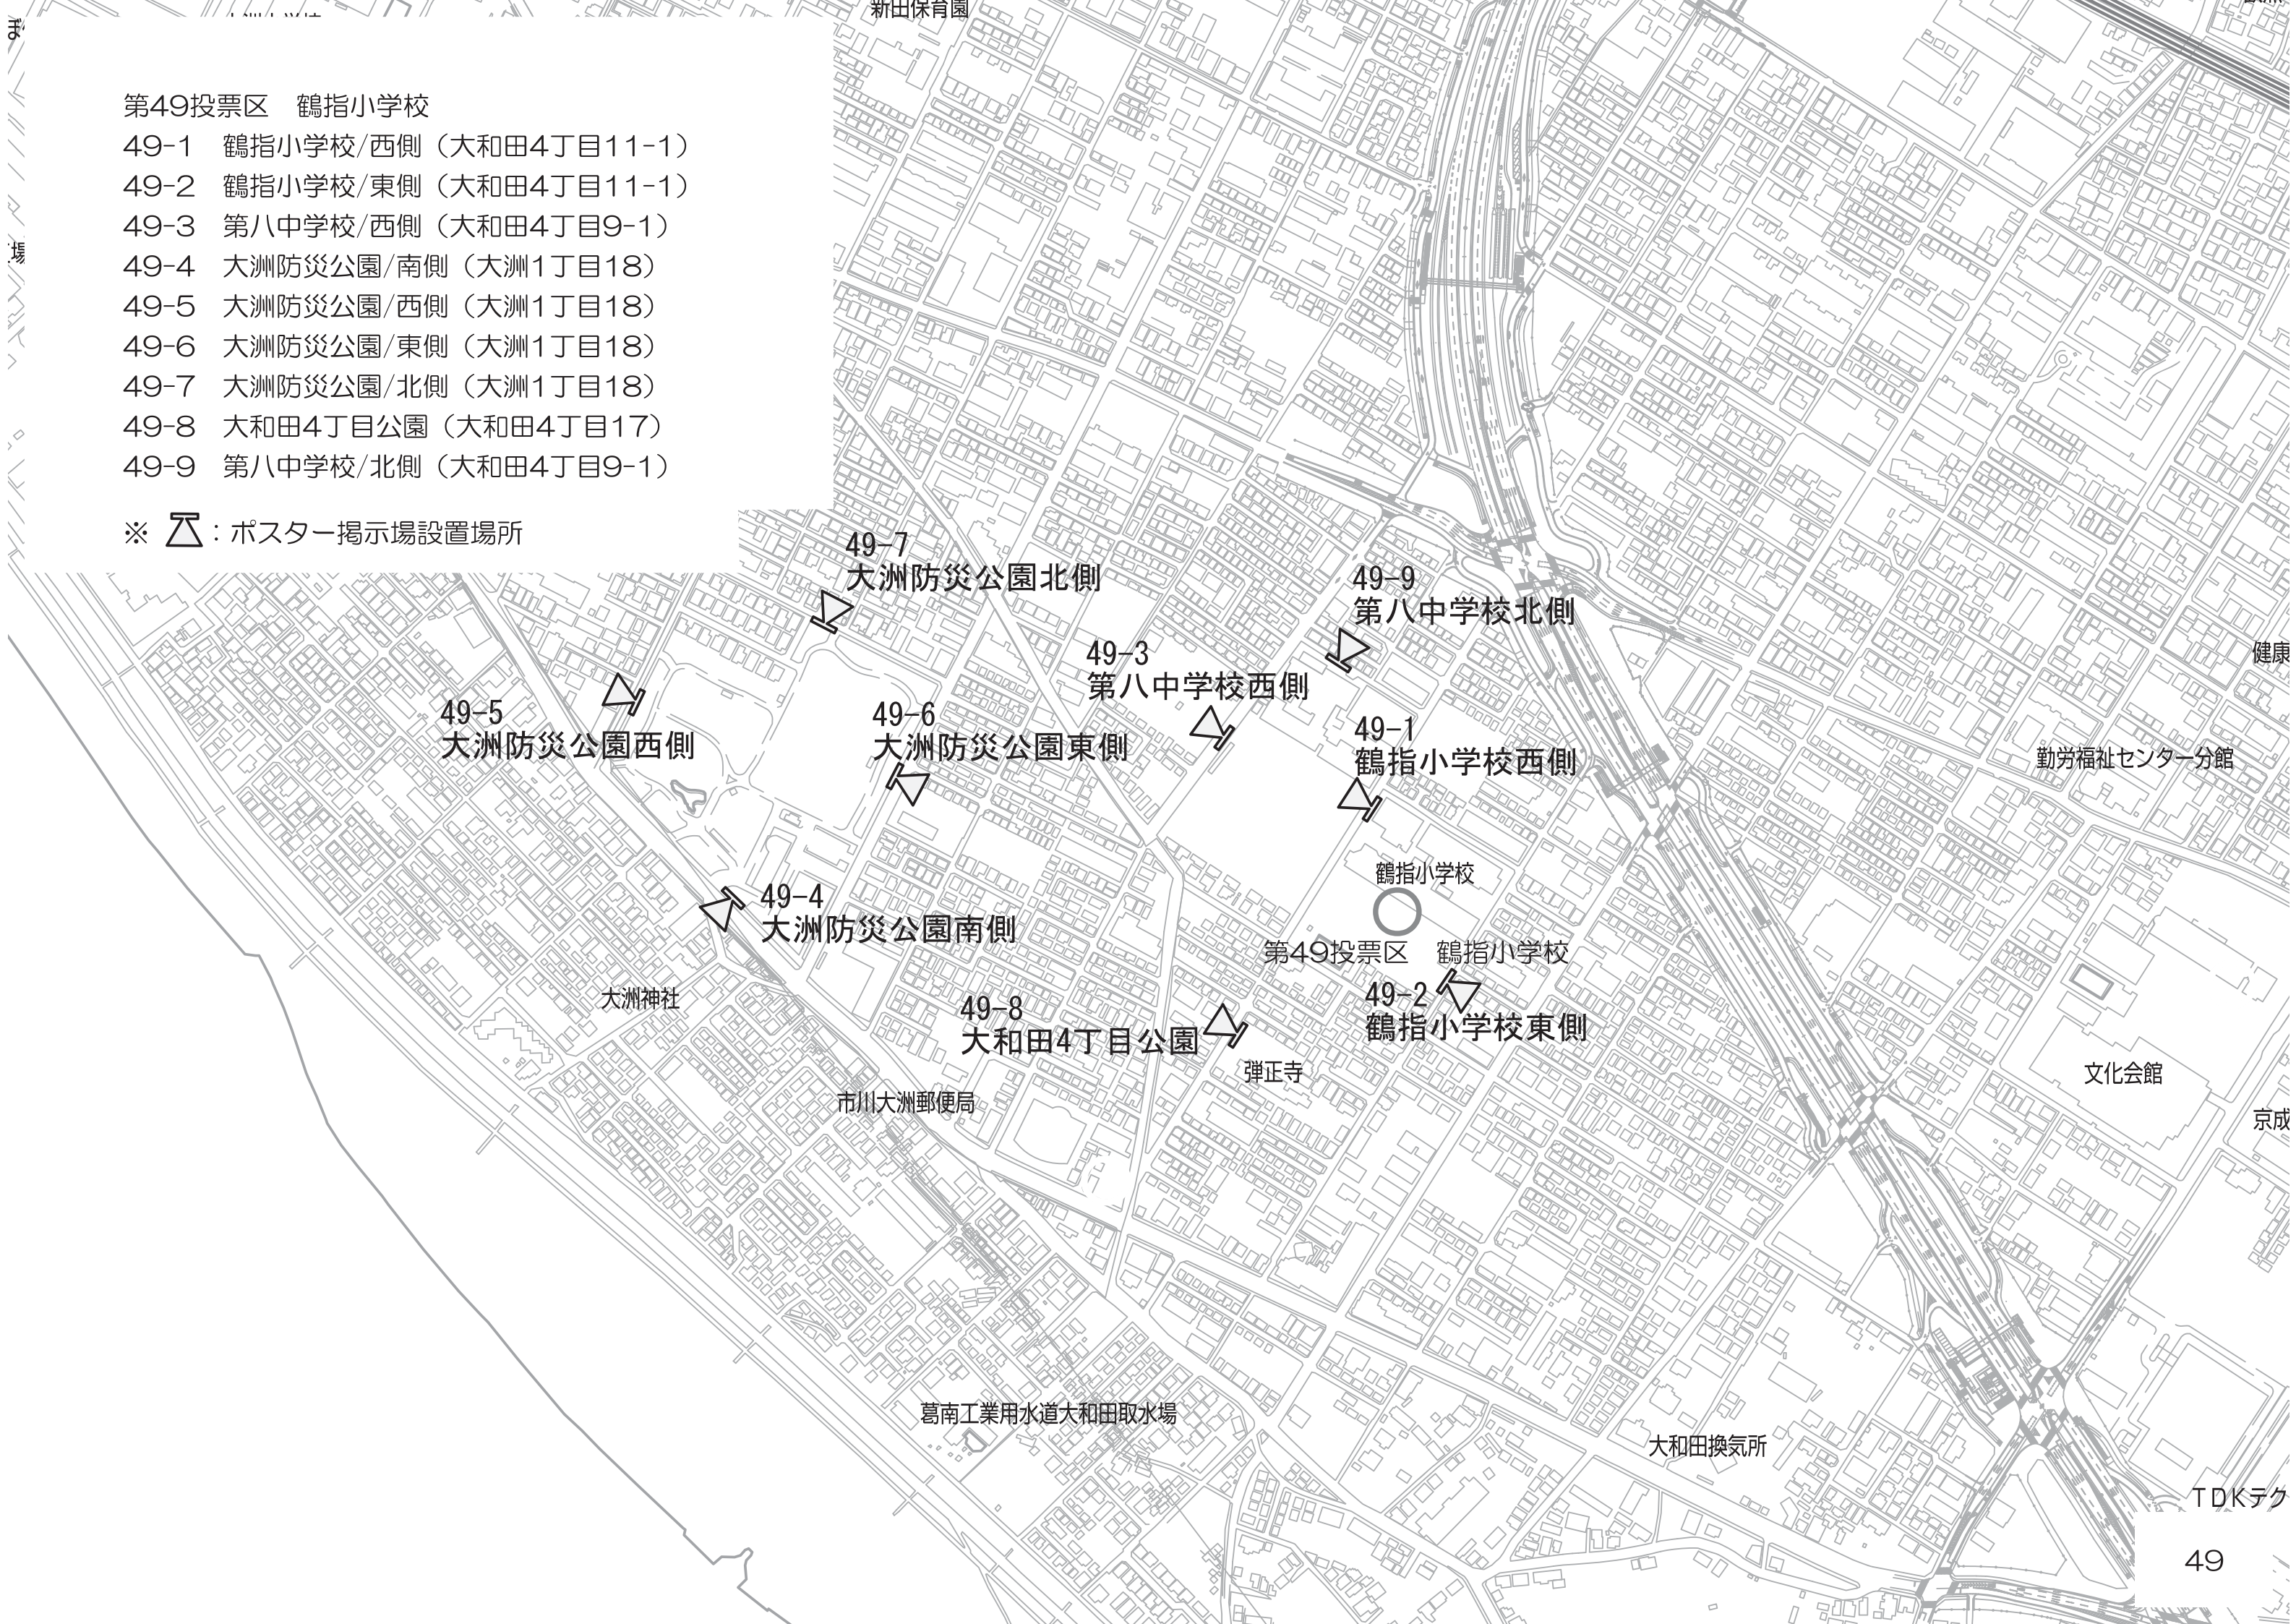 新田保育園
第49投票区　鶴指小学校
49-1　鶴指小学校/西側（大和田4丁目11-1）
49-2　鶴指小学校/東側（大和田4丁目11-1）
49-3　第八中学校/西側（大和田4丁目9-1）
49-4　大洲防災公園/南側（大洲1丁目18）
49-5　大洲防災公園/西側（大洲1丁目18）
49-6　大洲防災公園/東側（大洲1丁目18）
49-7　大洲防災公園/北側（大洲1丁目18）
49-8　大和田4丁目公園（大和田4丁目17）
49-9　第八中学校/北側（大和田4丁目9-1）
※　：ポスター掲示場設置場所
49-7
大洲防災公園北側
49-9
第八中学校北側
49-3
第八中学校西側
健康
49-5
大洲防災公園西側
49-6
大洲防災公園東側
49-1
鶴指小学校西側
勤労福祉センター分館
鶴指小学校
49-4
大洲防災公園南側
第49投票区　鶴指小学校
大洲神社
49-8
大和田4丁目公園
49-2
鶴指小学校東側
弾正寺
文化会館
市川大洲郵便局
京成
葛南工業用水道大和田取水場
大和田換気所
TDKテク
49